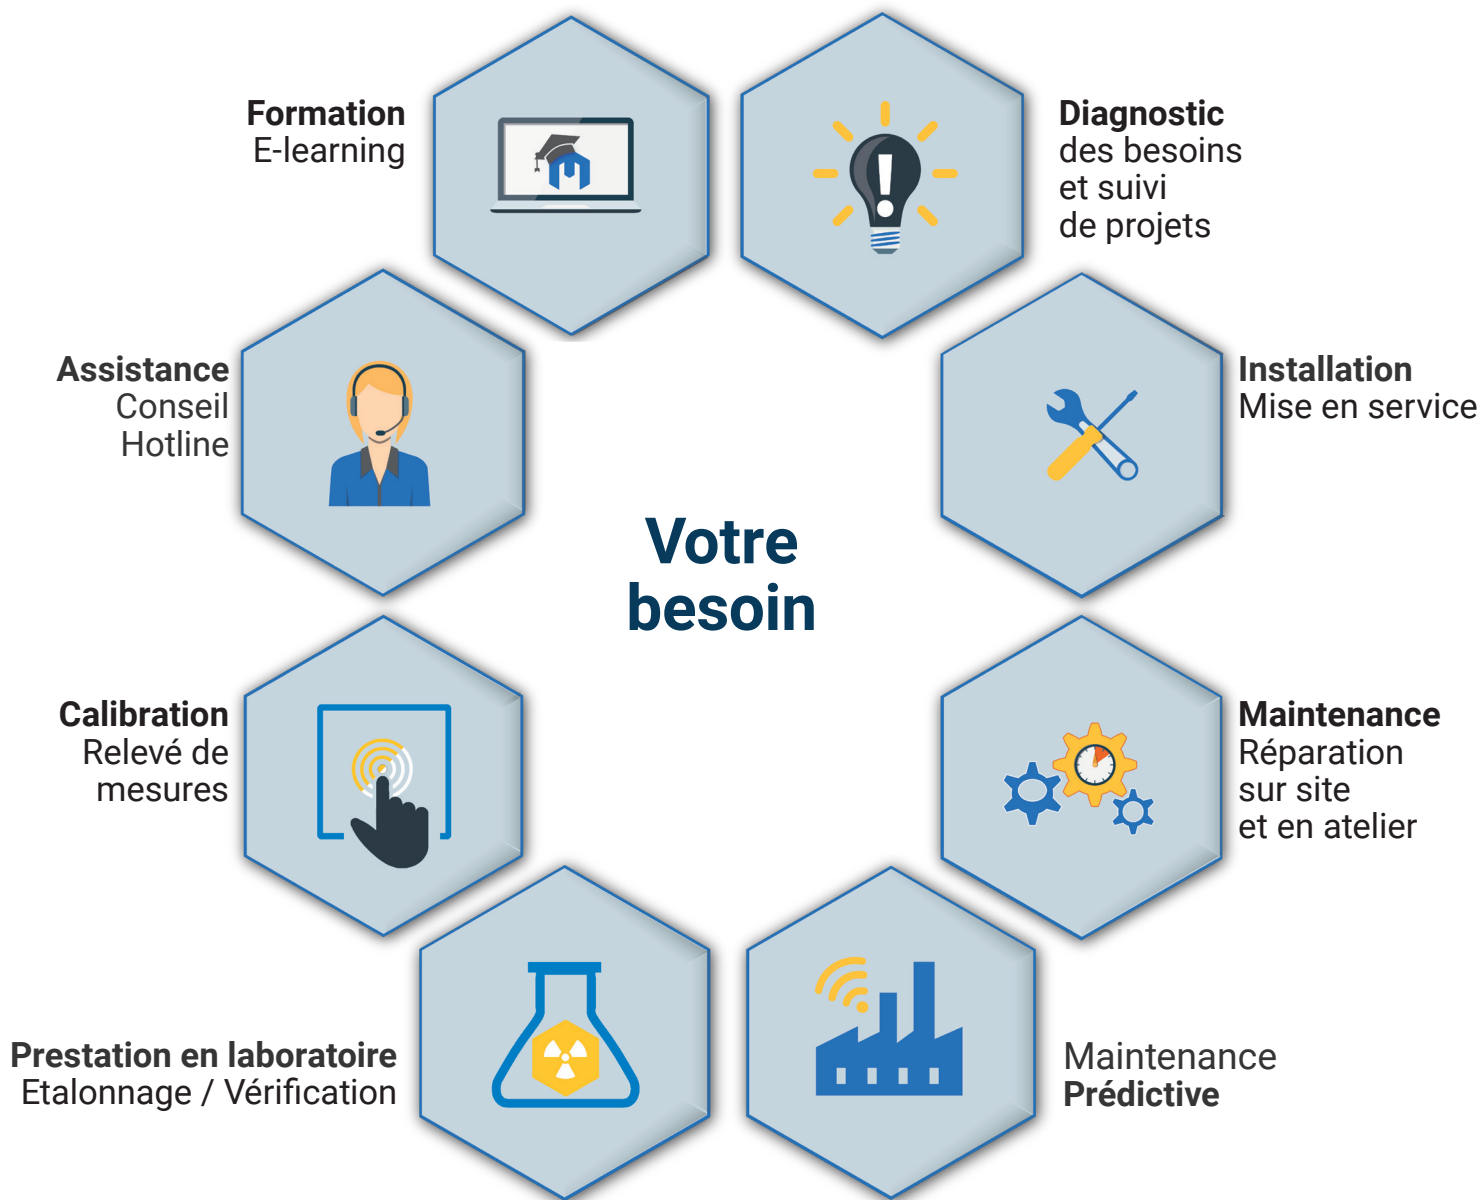 Formation
E-learning
Diagnostic
des besoins
et suivi
de projets
Assistance
Conseil
Hotline
Installation
Mise en service
Votre
besoin
Calibration
Relevé de
mesures
Maintenance
Réparation
sur site
et en atelier
Prestation en laboratoire
Etalonnage / Vérification
Maintenance
Prédictive